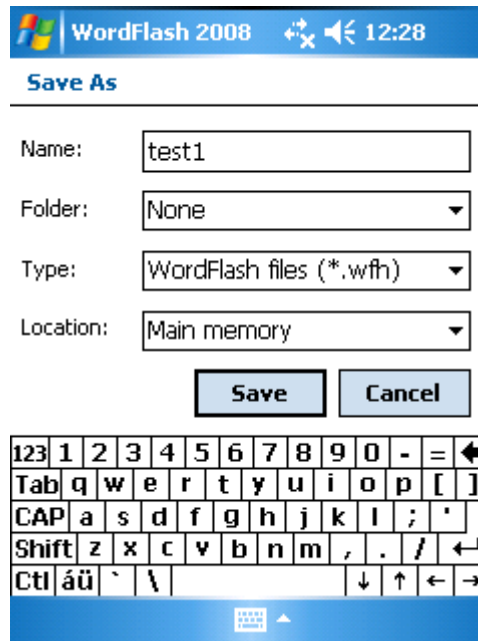 WordFlash 2008 12:28
Save As
Name: test1
Folder: None
Type: WordFlash files (*.wfh)
Location: Main memory
Save Cancel
123 1 2 3 4 5 6 7 8 9 0 - =
Tab q w e r t y u i o p [ ]
CAP a s d f g h j k l ; '
Shift z x c v b n m , . /
Ctl áü ` \ ↓ ↑ ← →